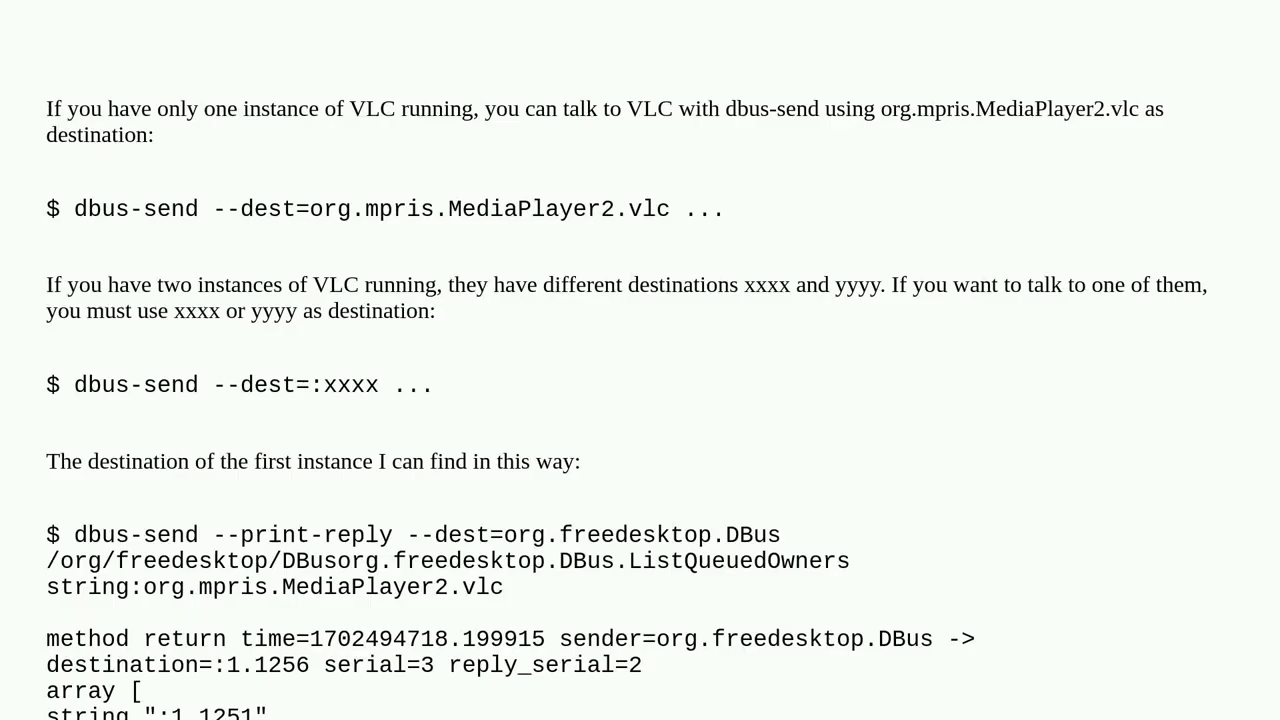 If you have only one instance of VLC running, you can talk to VLC with dbus-send using org.mpris.MediaPlayer2.vlc as
destination:
$ dbus-send --dest=org.mpris.MediaPlayer2.vlc ...
If you have two instances of VLC running, they have different destinations xxxx and yyyy. If you want to talk to one of them,
you must use xxxx or yyyy as destination:
$ dbus-send --dest=:xxxx ...
The destination of the first instance I can find in this way:
$ dbus-send --print-reply --dest=org.freedesktop.DBus
/org/freedesktop/DBusorg.freedesktop.DBus.ListQueuedOwners
string:org.mpris.MediaPlayer2.vlc
method return time=1702494718.199915 sender=org.freedesktop.DBus ->
destination=:1.1256 serial=3 reply_serial=2
array [
string ":1.1251"